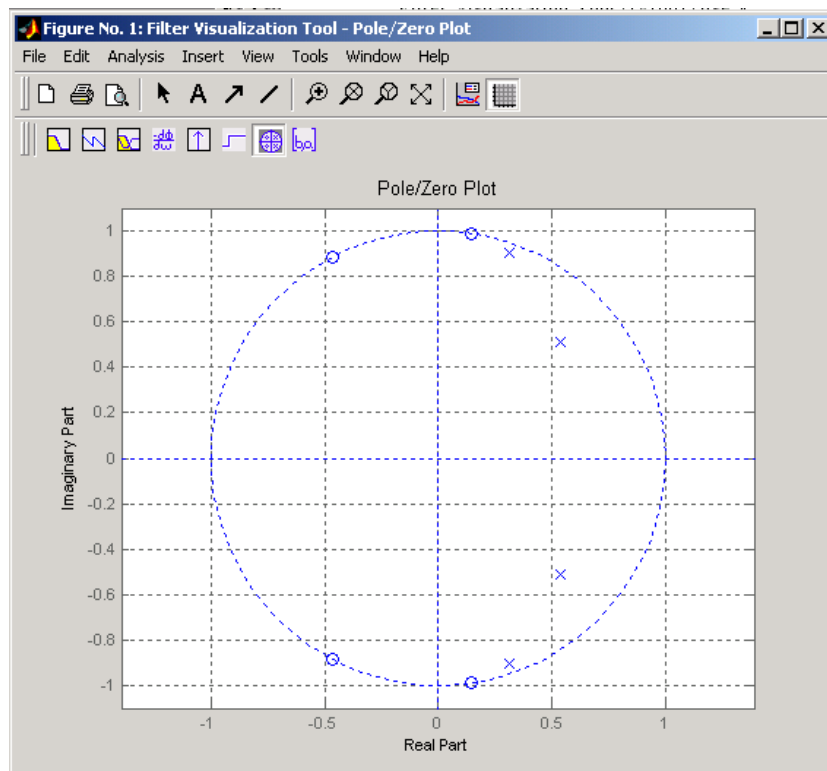 Figure No. 1: Filter Visualization Tool - Pole/Zero Plot
File Edit Analysis Insert View Tools Window Help
A
[b,a]
Pole/Zero Plot
1
0.8
0.6
0.4
0.2
0
-0.2
-0.4
-0.6
-0.8
-1
Imaginary Part
-1 -0.5 0 0.5 1
Real Part